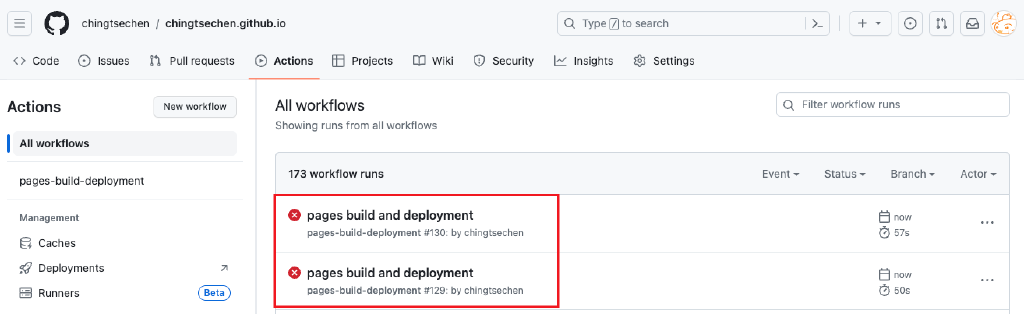 chingtsechen / chingtsechen.github.io
Type / to search
Code
Issues
Pull requests
Actions
Projects
Wiki
Security
Insights
Settings
Actions
New workflow
All workflows
pages-build-deployment
Management
Caches
Deployments
Runners
Beta
All workflows
Showing runs from all workflows
Filter workflow runs
173 workflow runs
Event
Status
Branch
Actor
pages build and deployment
pages-build-deployment #130: by chingtsechen
now
57s
pages build and deployment
pages-build-deployment #129: by chingtsechen
now
50s